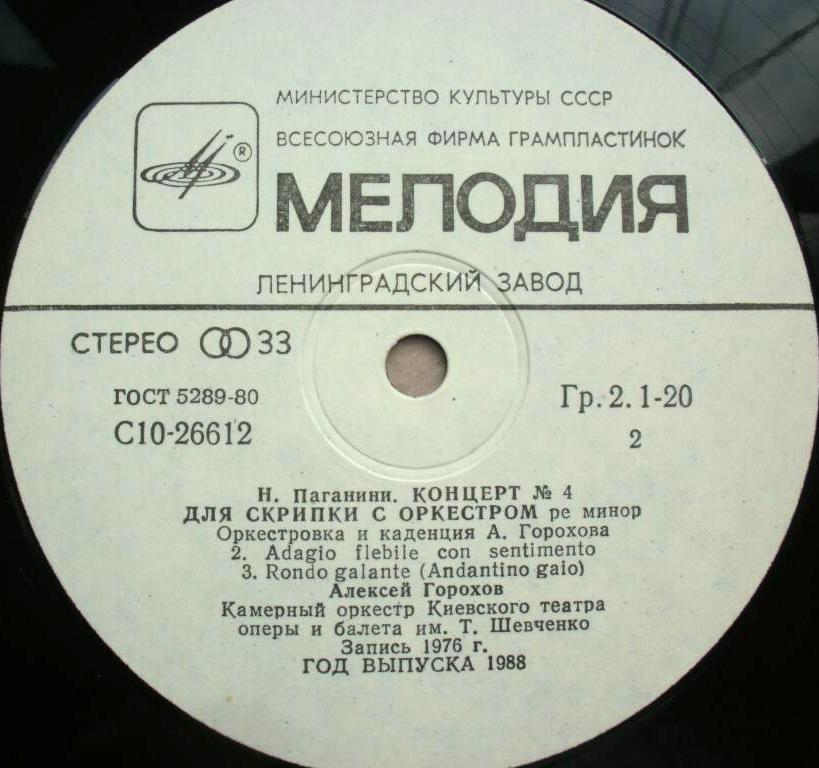 МИНИСТЕРСТВО КУЛЬТУРЫ СССР
ВСЕСОЮЗНАЯ ФИРМА ГРАМПЛАСТИНОК
®
МЕЛОДИЯ
ЛЕНИНГРАДСКИЙ ЗАВОД
СТЕРЕО 33
ГОСТ 5289-80
Гр. 2. 1-20
С10-26612
2
Н. Паганини. КОНЦЕРТ № 4
ДЛЯ СКРИПКИ С ОРКЕСТРОМ ре минор
Оркестровка и каденция А. Горохова
2. Adagio flebile con sentimento
3. Rondo galante (Andantino gaio)
Алексей Горохов
Камерный оркестр Киевского театра
оперы и балета им. Т. Шевченко
Запись 1976 г.
ГОД ВЫПУСКА 1988